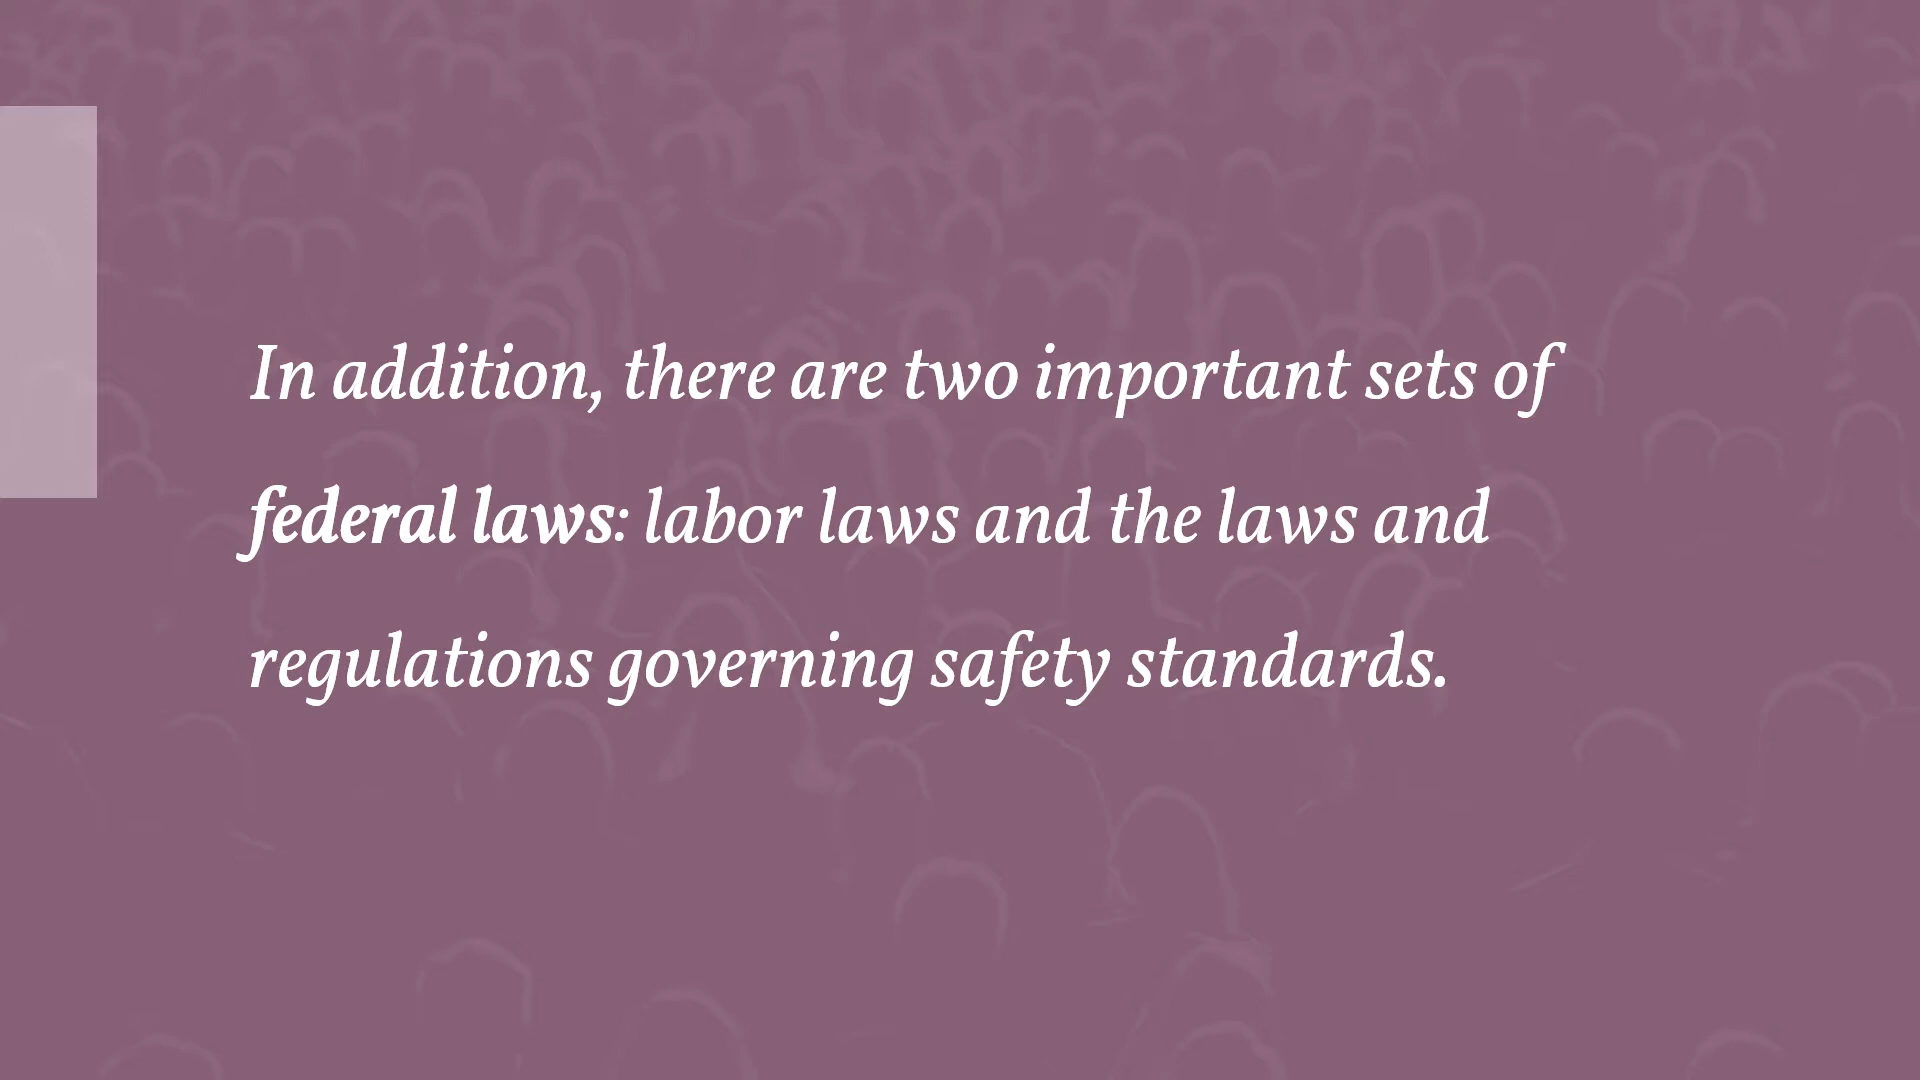 In addition, there are two important sets of
federal laws: labor laws and the laws and
regulations governing safety standards.